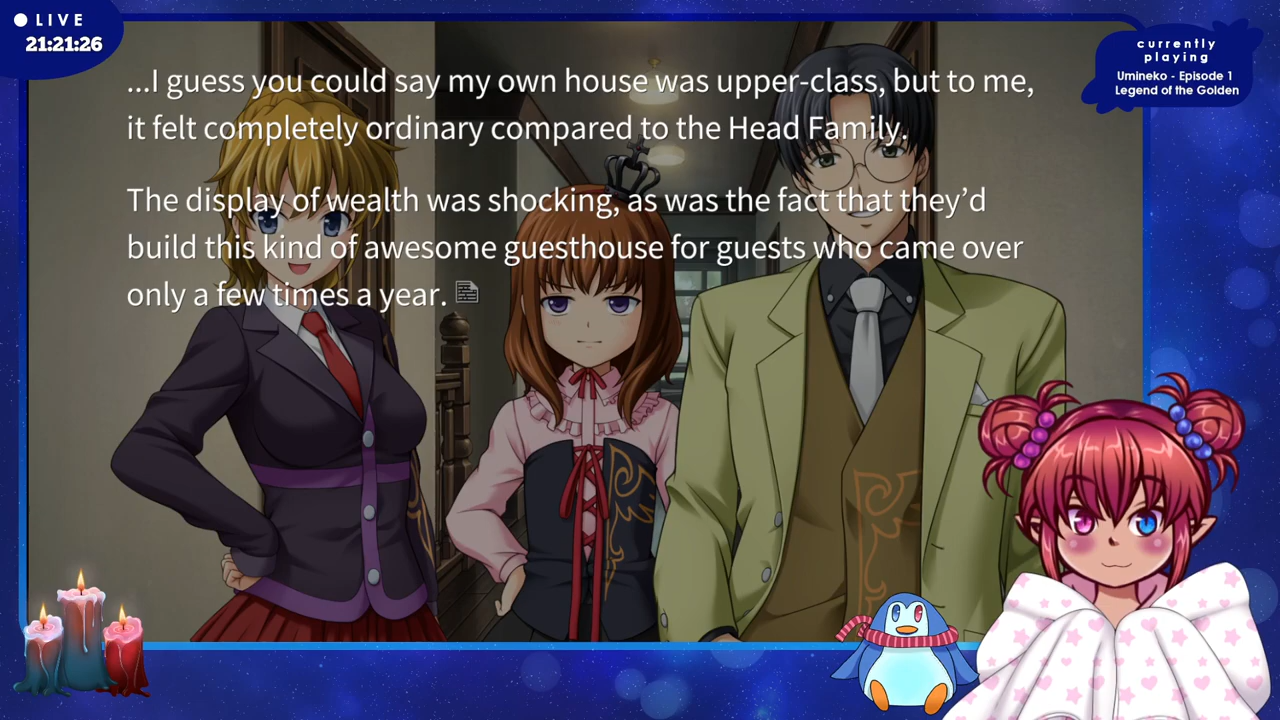 LIVE
21:21:26
currently
playing
Umineko - Episode 1
Legend of the Golden
...I guess you could say my own house was upper-class, but to me,
it felt completely ordinary compared to the Head Family.
The display of wealth was shocking, as was the fact that they’d
build this kind of awesome guesthouse for guests who came over
only a few times a year.